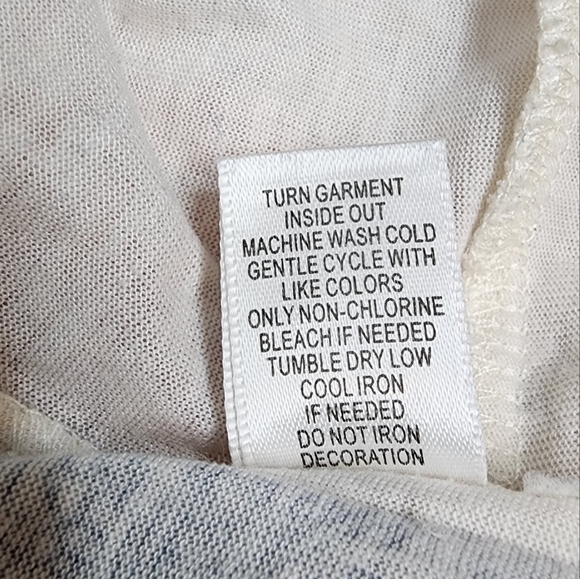 TURN GARMENT
INSIDE OUT
MACHINE WASH COLD
GENTLE CYCLE WITH
LIKE COLORS
ONLY NON-CHLORINE
BLEACH IF NEEDED
TUMBLE DRY LOW
COOL IRON
IF NEEDED
DO NOT IRON
DECORATION